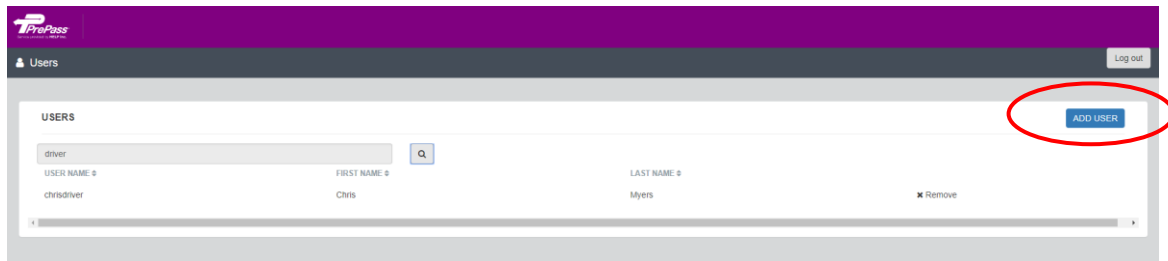 PrePass
Users
Log out
USERS
ADD USER
driver
USER NAME FIRST NAME LAST NAME
chrisdriver Chris Myers ✖ Remove